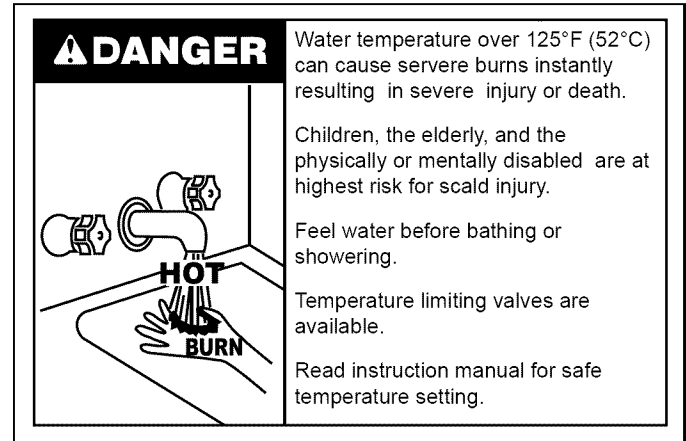 DANGER
Water temperature over 125°F (52°C)
can cause servere burns instantly
resulting in severe injury or death.
Children, the elderly, and the
physically or mentally disabled are at
highest risk for scald injury.
Feel water before bathing or
showering.
Temperature limiting valves are
available.
Read instruction manual for safe
temperature setting.
HOT
BURN